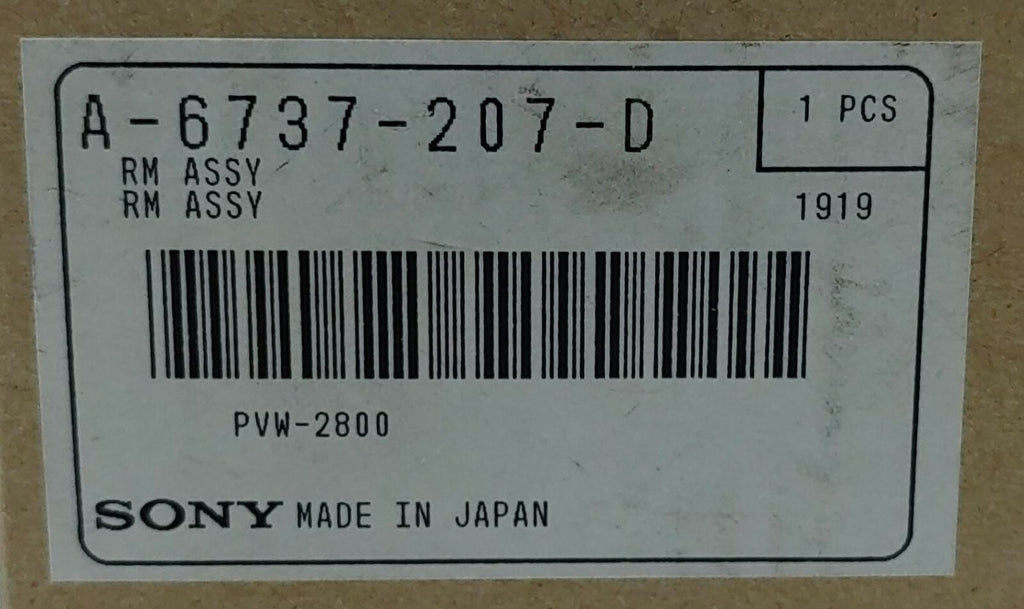 A-6737-207-D
1 PCS
RM ASSY
RM ASSY
1919
PVW-2800
SONY MADE IN JAPAN